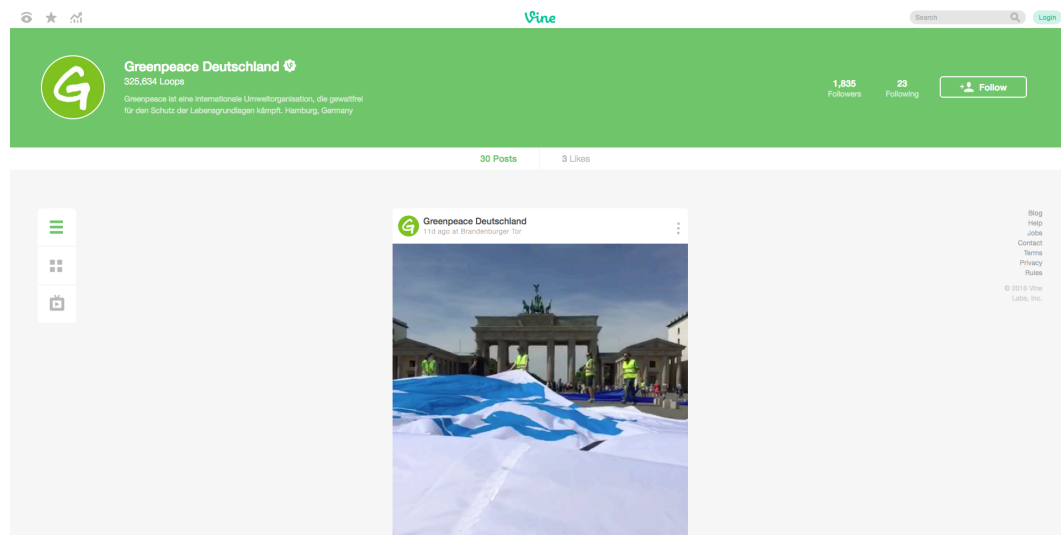 Vine
Search
Login
Greenpeace Deutschland
325,634 Loops
Greenpeace ist eine internationale Umweltorganisation, die gewaltfrei
für den Schutz der Lebensgrundlagen kämpft. Hamburg, Germany
1,835
Followers
23
Following
Follow
30 Posts
3 Likes
Greenpeace Deutschland
11d ago at Brandenburger Tor
Blog
Help
Jobs
Contact
Terms
Privacy
Rules
© 2016 Vine
Labs, Inc.